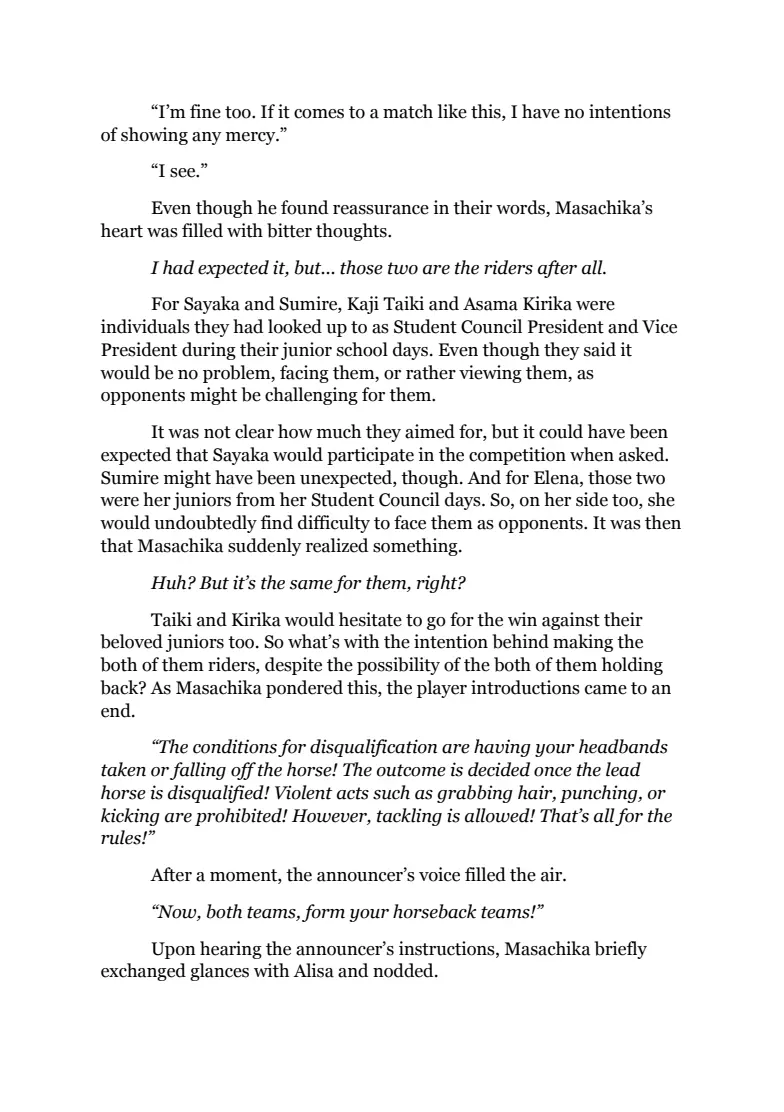 “I’m fine too. If it comes to a match like this, I have no intentions
of showing any mercy.”
“I see.”
Even though he found reassurance in their words, Masachika’s
heart was filled with bitter thoughts.
I had expected it, but… those two are the riders after all.
For Sayaka and Sumire, Kaji Taiki and Asama Kirika were
individuals they had looked up to as Student Council President and Vice
President during their junior school days. Even though they said it
would be no problem, facing them, or rather viewing them, as
opponents might be challenging for them.
It was not clear how much they aimed for, but it could have been
expected that Sayaka would participate in the competition when asked.
Sumire might have been unexpected, though. And for Elena, those two
were her juniors from her Student Council days. So, on her side too, she
would undoubtedly find difficulty to face them as opponents. It was then
that Masachika suddenly realized something.
Huh? But it’s the same for them, right?
Taiki and Kirika would hesitate to go for the win against their
beloved juniors too. So what’s with the intention behind making the
both of them riders, despite the possibility of the both of them holding
back? As Masachika pondered this, the player introductions came to an
end.
“The conditions for disqualification are having your headbands
taken or falling off the horse! The outcome is decided once the lead
horse is disqualified! Violent acts such as grabbing hair, punching, or
kicking are prohibited! However, tackling is allowed! That’s all for the
rules!”
After a moment, the announcer’s voice filled the air.
“Now, both teams, form your horseback teams!”
Upon hearing the announcer’s instructions, Masachika briefly
exchanged glances with Alisa and nodded.